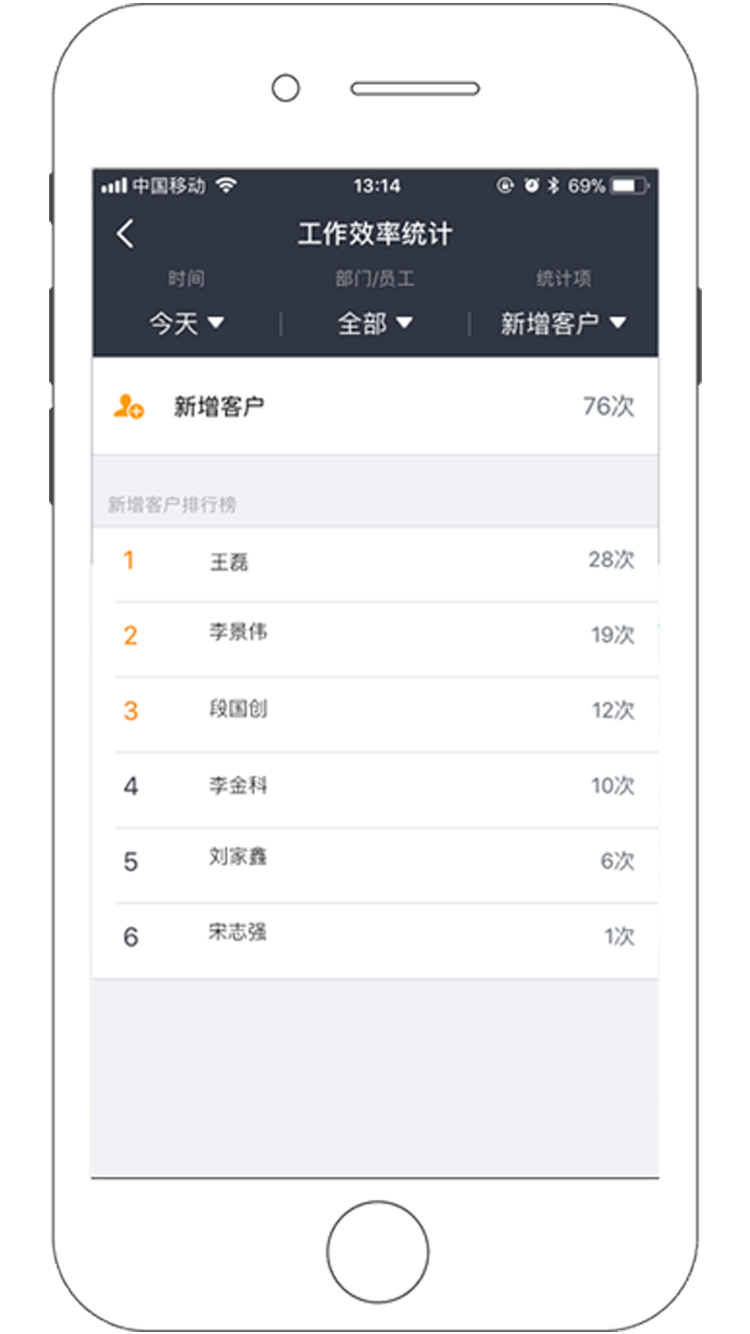 中国移动 13:14 69%
工作效率统计
时间 部门/员工 统计项
今天 全部 新增客户
新增客户 76次
新增客户排行榜
1 王磊 28次
2 李景伟 19次
3 段国创 12次
4 李金科 10次
5 刘家鑫 6次
6 宋志强 1次